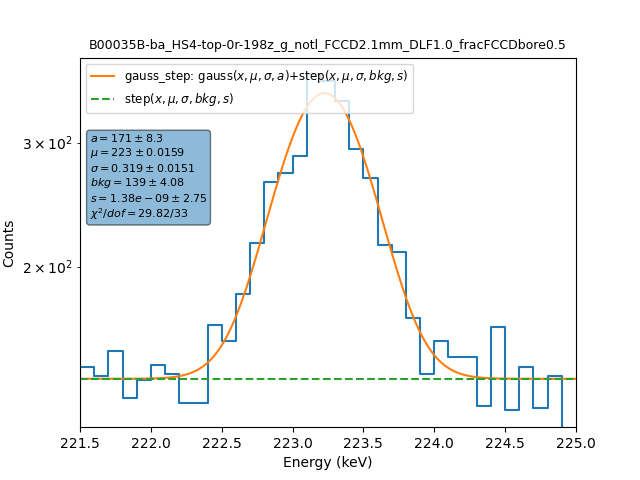 B00035B-ba_HS4-top-0r-198z_g_notl_FCCD2.1mm_DLF1.0_fracFCCDbore0.5
gauss_step: gauss(x, μ, σ, a)+step(x, μ, σ, bkg, s)
step(x, μ, σ, bkg, s)
a = 171 ± 8.3
μ = 223 ± 0.0159
σ = 0.319 ± 0.0151
bkg = 139 ± 4.08
s = 1.38e − 09 ± 2.75
χ²/dof = 29.82/33
3 × 10²
2 × 10²
Counts
221.5 222.0 222.5 223.0 223.5 224.0 224.5 225.0
Energy (keV)